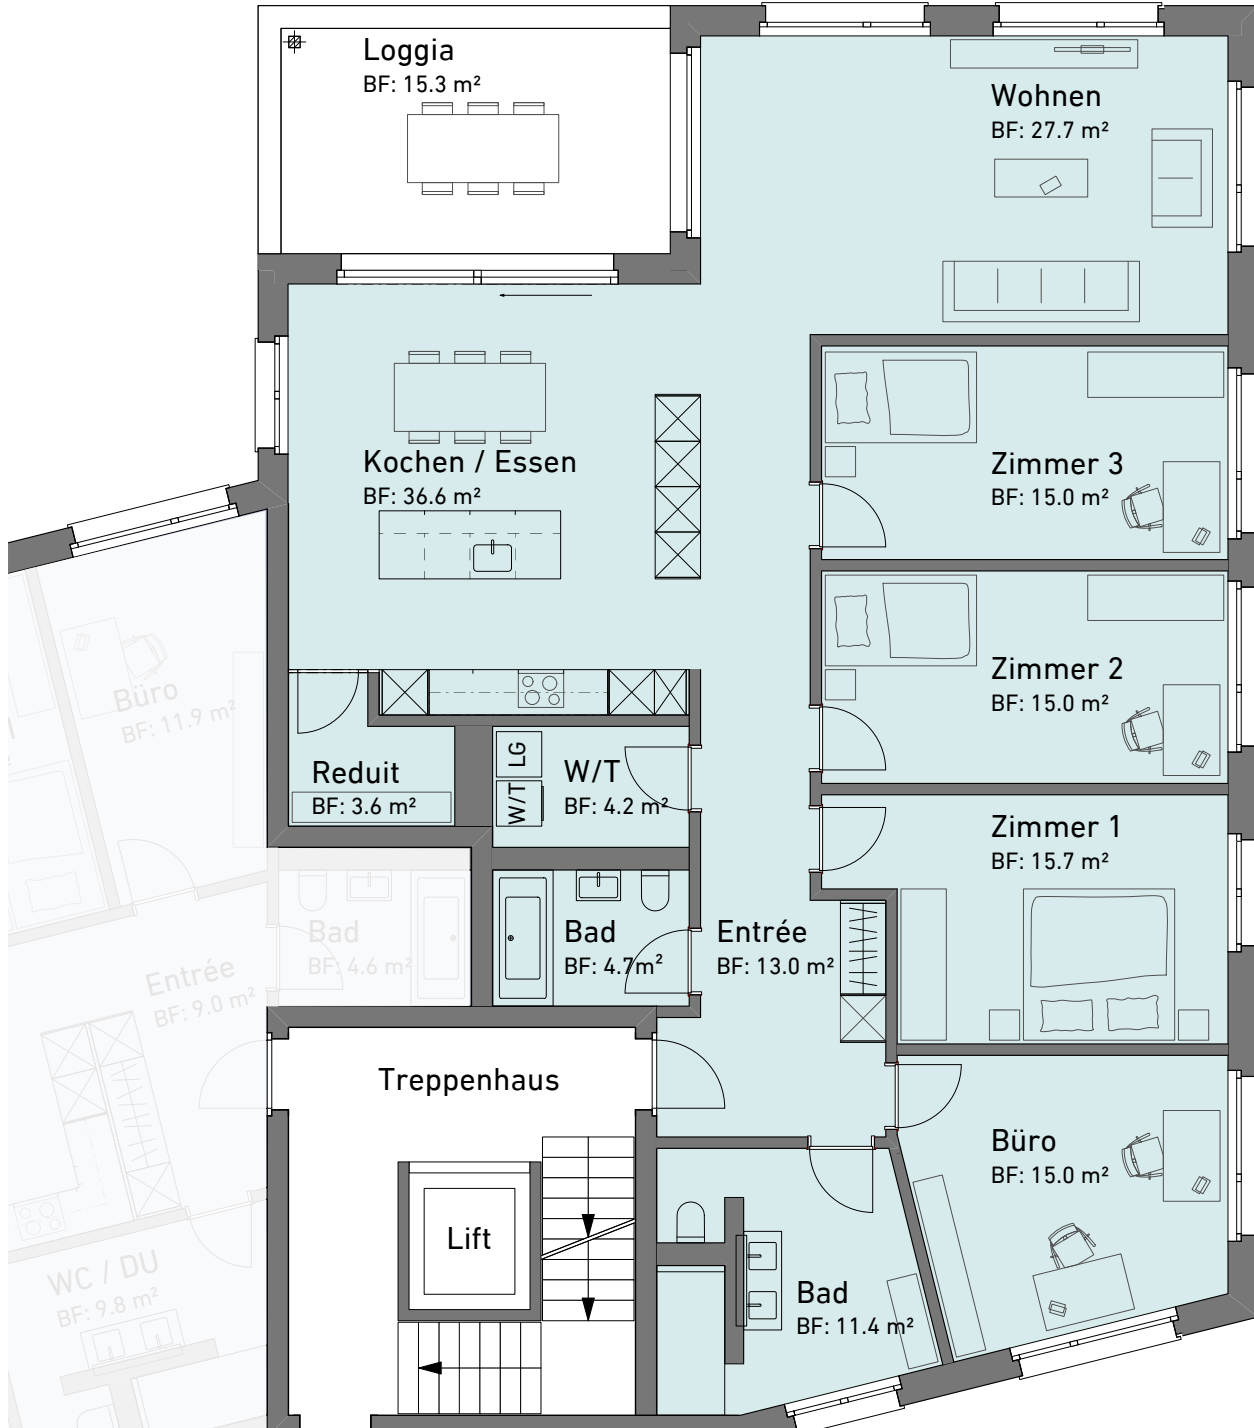 Loggia
BF: 15.3 m²
Wohnen
BF: 27.7 m²
Kochen / Essen
BF: 36.6 m²
Zimmer 3
BF: 15.0 m²
Zimmer 2
BF: 15.0 m²
Büro
BF: 11.9 m²
Reduit
BF: 3.6 m²
LG
W/T
W/T
BF: 4.2 m²
Zimmer 1
BF: 15.7 m²
Bad
BF: 4.6 m²
Bad
BF: 4.7m²
Entrée
BF: 13.0 m²
Entrée
BF: 9.0 m²
Treppenhaus
Büro
BF: 15.0 m²
Lift
WC / DU
BF: 9.8 m²
Bad
BF: 11.4 m²